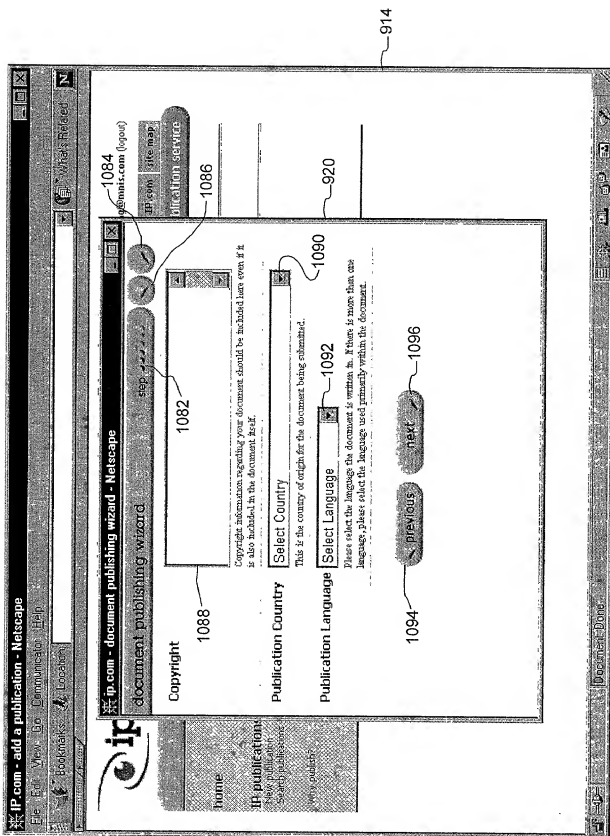 IP.com - add a publication - Netscape
File Edit View Go Communicator Help
Bookmarks Location What's Related N
914
ip
@mnis.com (logout)
IP.com site map
publication service
home
IP publications
New publication
Search publications
Why publish?
920
ip.com - document publishing wizard - Netscape
document publishing wizard
step
1082
1084
1086
Copyright
1088
Copyright information regarding your document should be included here even if it
is also included in the document itself.
Publication Country
Select Country
1090
This is the country of origin for the document being submitted.
Publication Language
Select Language
1092
Please select the language the document is written in. If there is more than one
language, please select the language used primarily within the document.
1094
previous
next
1096
Document Done